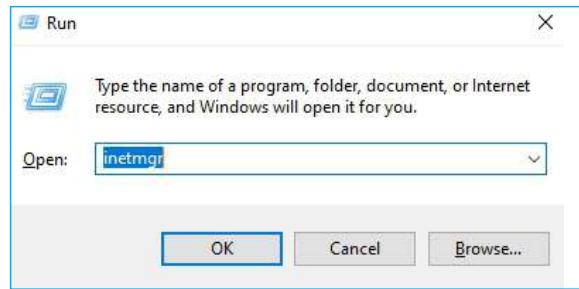 Run
Type the name of a program, folder, document, or Internet
resource, and Windows will open it for you.
Open: inetmgr
OK Cancel Browse...